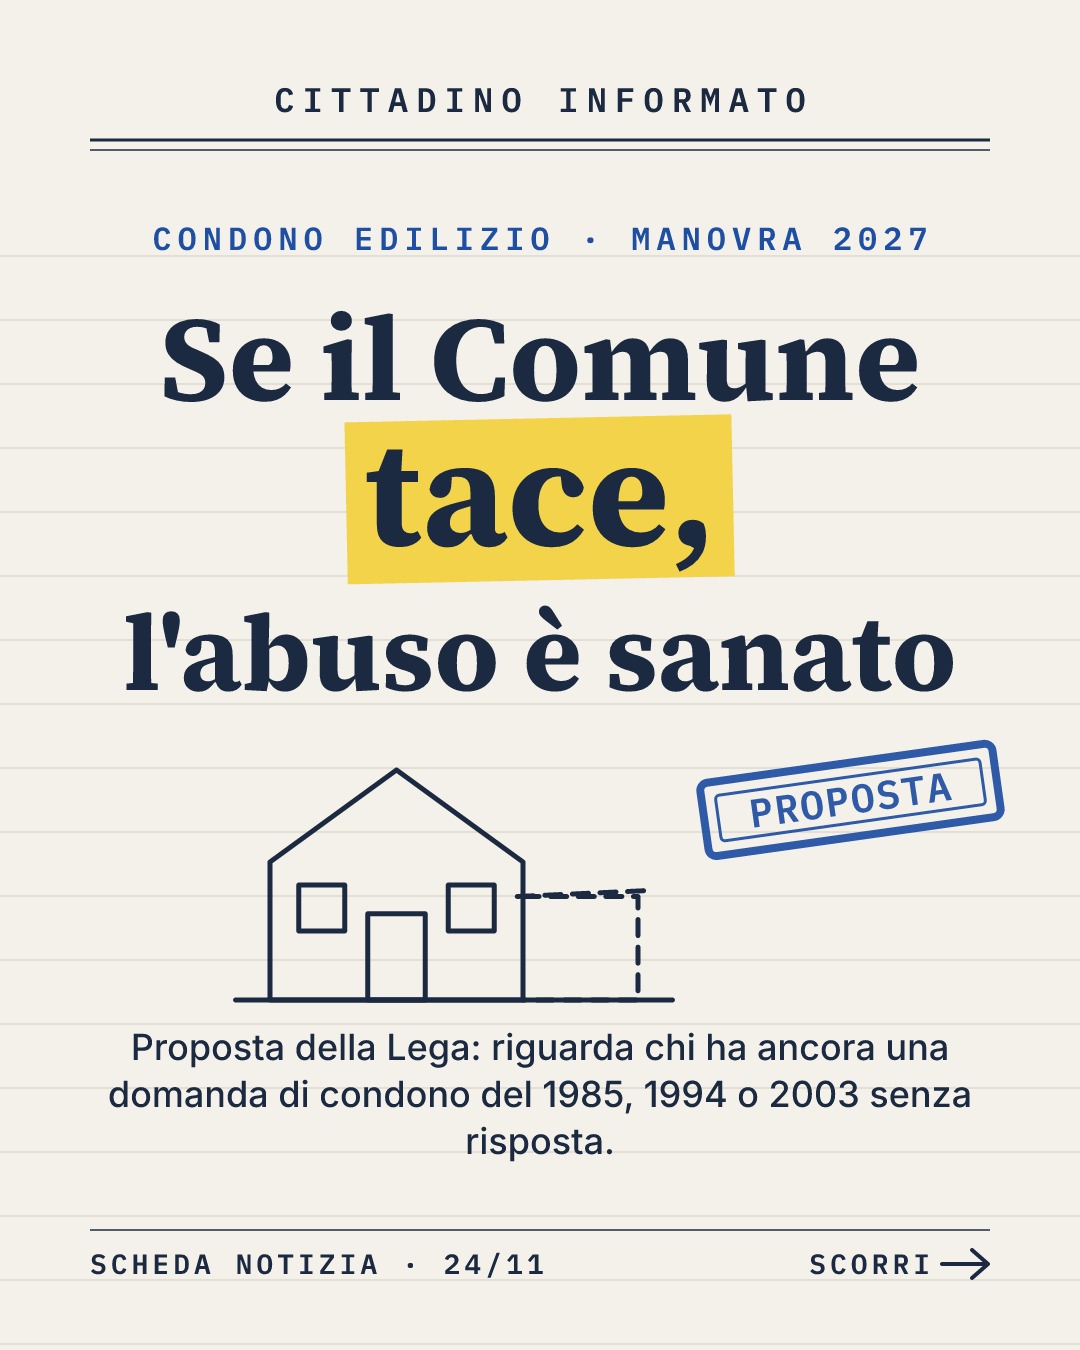 CITTADINO INFORMATO
CONDONO EDILIZIO · MANOVRA 2027
Se il Comune
tace,
l'abuso è sanato
PROPOSTA
Proposta della Lega: riguarda chi ha ancora una
domanda di condono del 1985, 1994 o 2003 senza
risposta.
SCHEDA NOTIZIA · 24/11
SCORRI